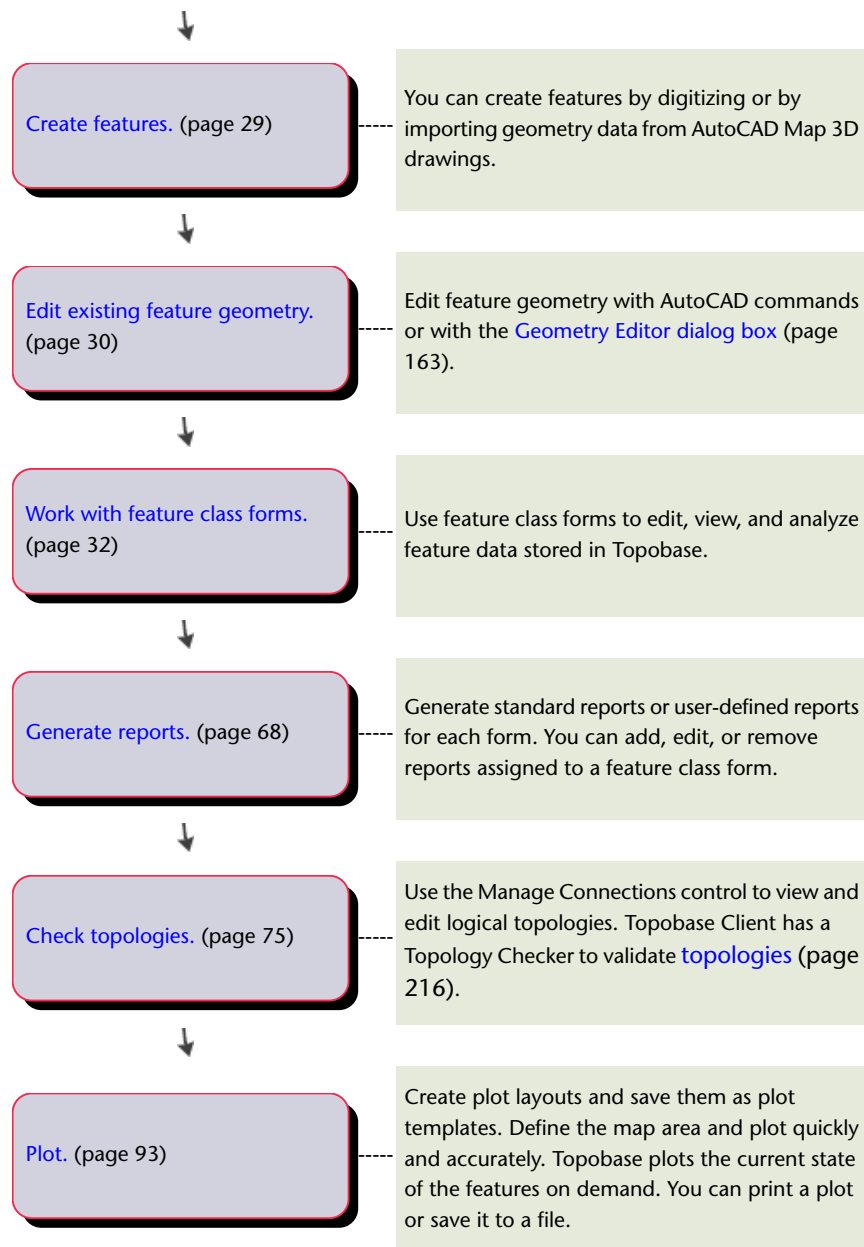 Create features. (page 29)
You can create features by digitizing or by
importing geometry data from AutoCAD Map 3D
drawings.
Edit existing feature geometry.
(page 30)
Edit feature geometry with AutoCAD commands
or with the Geometry Editor dialog box (page
163).
Work with feature class forms.
(page 32)
Use feature class forms to edit, view, and analyze
feature data stored in Topobase.
Generate reports. (page 68)
Generate standard reports or user-defined reports
for each form. You can add, edit, or remove
reports assigned to a feature class form.
Check topologies. (page 75)
Use the Manage Connections control to view and
edit logical topologies. Topobase Client has a
Topology Checker to validate topologies (page
216).
Plot. (page 93)
Create plot layouts and save them as plot
templates. Define the map area and plot quickly
and accurately. Topobase plots the current state
of the features on demand. You can print a plot
or save it to a file.